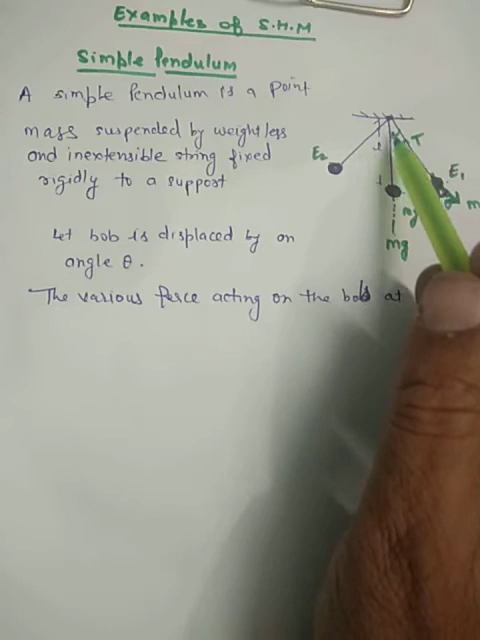 Examples of S.H.M
Simple Pendulum
A simple Pendulum is a Point
mass suspended by weightless
and inextensible string fixed
rigidly to a support
Let bob is displaced by an
angle θ.
The various force acting on the bob at
E₂
T
l
E₁
m
mg